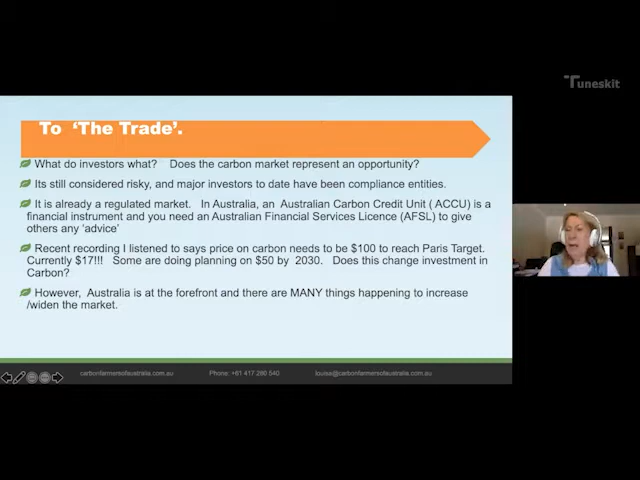 Tuneskit
To 'The Trade'.
What do investors what? Does the carbon market represent an opportunity?
Its still considered risky, and major investors to date have been compliance entities.
It is already a regulated market. In Australia, an Australian Carbon Credit Unit ( ACCU) is a
financial instrument and you need an Australian Financial Services Licence (AFSL) to give
others any 'advice'
Recent recording I listened to says price on carbon needs to be $100 to reach Paris Target.
Currently $17!!! Some are doing planning on $50 by 2030. Does this change investment in
Carbon?
However, Australia is at the forefront and there are MANY things happening to increase
/widen the market.
carbonfarmersofaustralia.com.au Phone: +61 417 280 540 louisa@carbonfarmersofaustralia.com.au